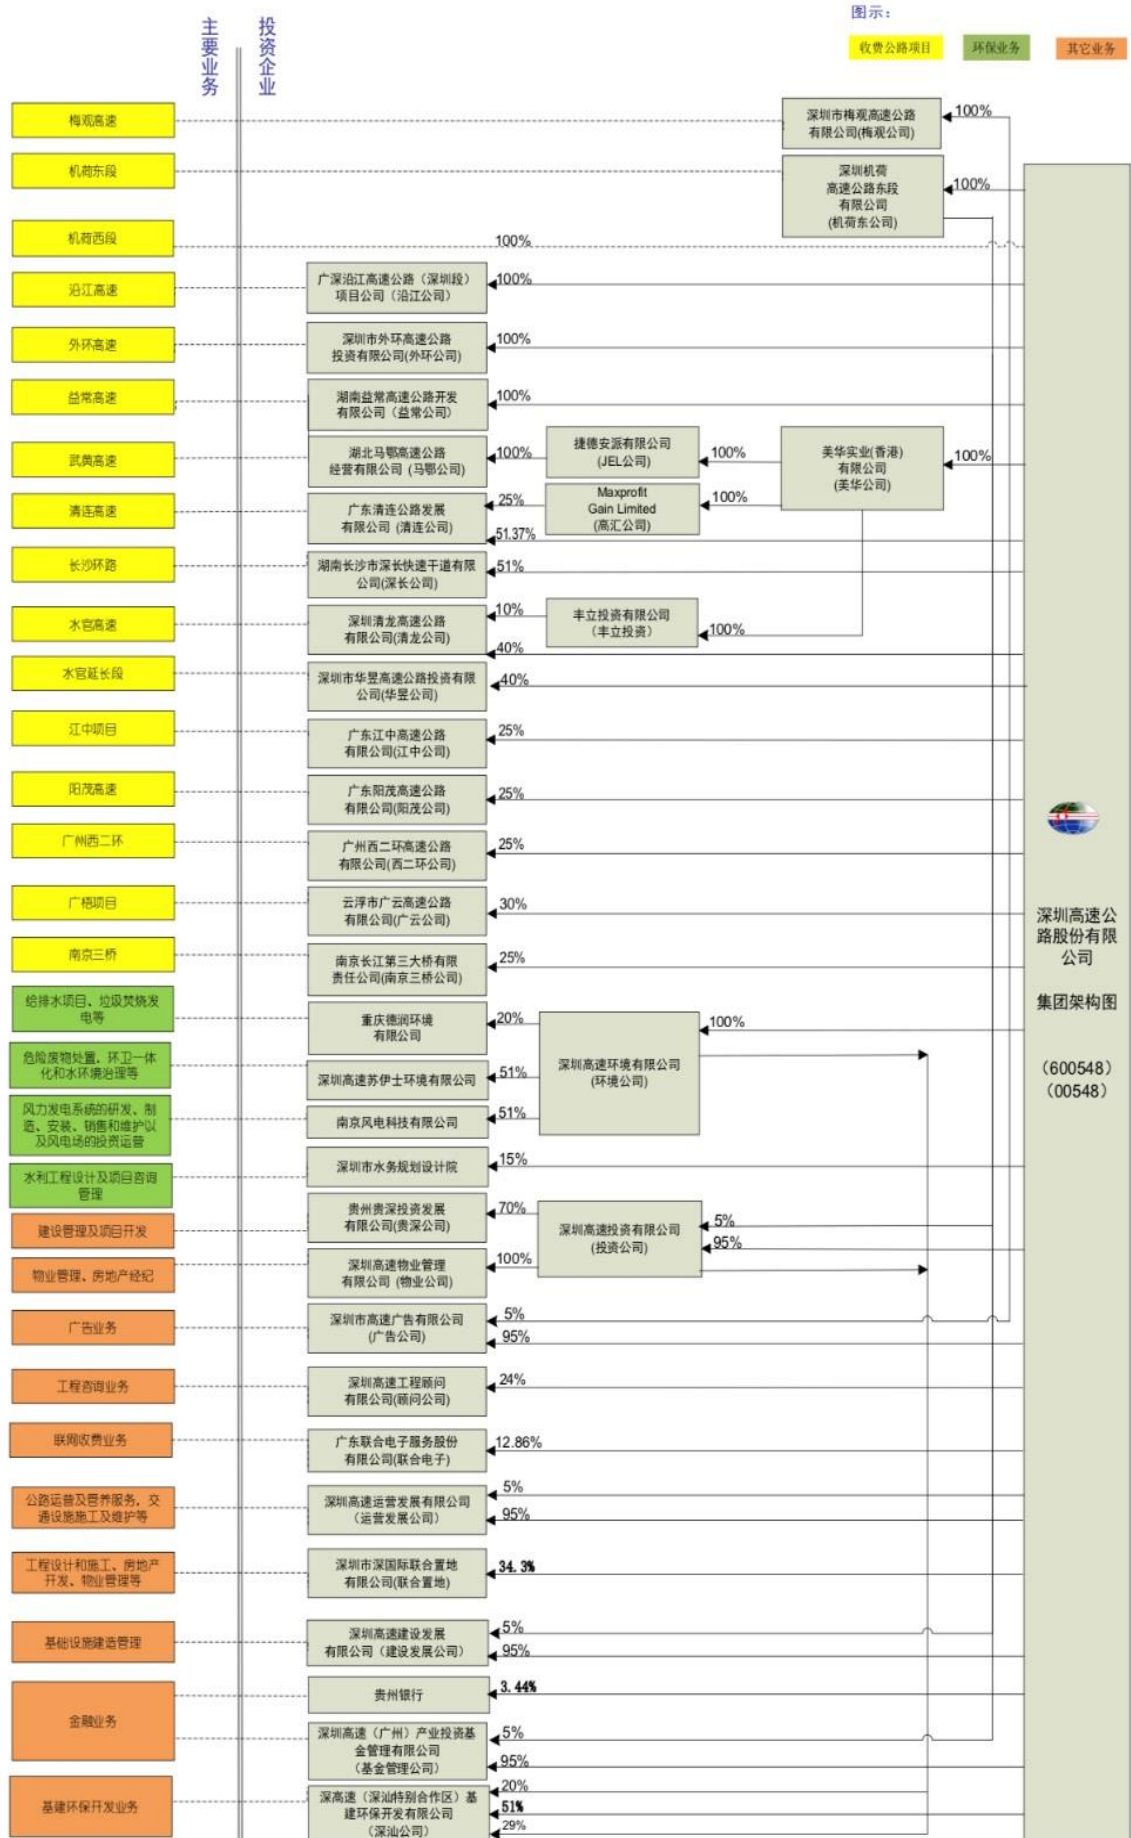 图示：
收费公路项目
环保业务
其它业务
主要业务
投资企业
梅观高速
深圳市梅观高速公路
有限公司(梅观公司)
100%
机荷东段
深圳机荷
高速公路东段
有限公司
(机荷东公司)
100%
机荷西段
100%
沿江高速
广深沿江高速公路（深圳段）
项目公司（沿江公司）
100%
外环高速
深圳市外环高速公路
投资有限公司(外环公司)
100%
益常高速
湖南益常高速公路开发
有限公司（益常公司）
100%
武黄高速
湖北马鄂高速公路
经营有限公司 (马鄂公司)
100%
捷德安派有限公司
(JEL公司)
100%
美华实业(香港)
有限公司
(美华公司)
100%
清连高速
广东清连公路发展
有限公司 (清连公司)
25%
Maxprofit
Gain Limited
(高汇公司)
100%
51.37%
长沙环路
湖南长沙市深长快速干道有限
公司(深长公司)
51%
水官高速
深圳清龙高速公路
有限公司(清龙公司)
10%
丰立投资有限公司
（丰立投资）
100%
40%
水官延长段
深圳市华昱高速公路投资有限
公司(华昱公司)
40%
江中项目
广东江中高速公路
有限公司(江中公司)
25%
阳茂高速
广东阳茂高速公路
有限公司(阳茂公司)
25%
广州西二环
广州西二环高速公路
有限公司(西二环公司)
25%
广梧项目
云浮市广云高速公路
有限公司(广云公司)
30%
南京三桥
南京长江第三大桥有限
责任公司(南京三桥公司)
25%
深圳高速公
路股份有限
公司
集团架构图
（600548）
（00548）
给排水项目、垃圾焚烧发
电等
重庆德润环境
有限公司
20%
深圳高速环境有限公司
(环境公司)
100%
危险废物处置、环卫一体
化和水环境治理等
深圳高速苏伊士环境有限公司
51%
风力发电系统的研发、制
造、安装、销售和维护以
及风电场的投资运营
南京风电科技有限公司
51%
水利工程设计及项目咨询
管理
深圳市水务规划设计院
15%
建设管理及项目开发
贵州贵深投资发展
有限公司(贵深公司)
70%
深圳高速投资有限公司
(投资公司)
5%
95%
物业管理、房地产经纪
深圳高速物业管理
有限公司 (物业公司)
100%
广告业务
深圳市高速广告有限公司
(广告公司)
5%
95%
工程咨询业务
深圳高速工程顾问
有限公司(顾问公司)
24%
联网收费业务
广东联合电子服务股份
有限公司(联合电子)
12.86%
公路运营及管养服务，交
通设施施工及维护等
深圳高速运营发展有限公司
（运营发展公司）
5%
95%
工程设计和施工、房地产
开发、物业管理等
深圳市深国际联合置地
有限公司(联合置地)
34.3%
基础设施建造管理
深圳高速建设发展
有限公司（建设发展公司）
5%
95%
金融业务
贵州银行
3.44%
深圳高速（广州）产业投资基
金管理有限公司
（基金管理公司）
5%
95%
基建环保开发业务
深高速（深汕特别合作区）基
建环保开发有限公司
（深汕公司）
20%
51%
29%